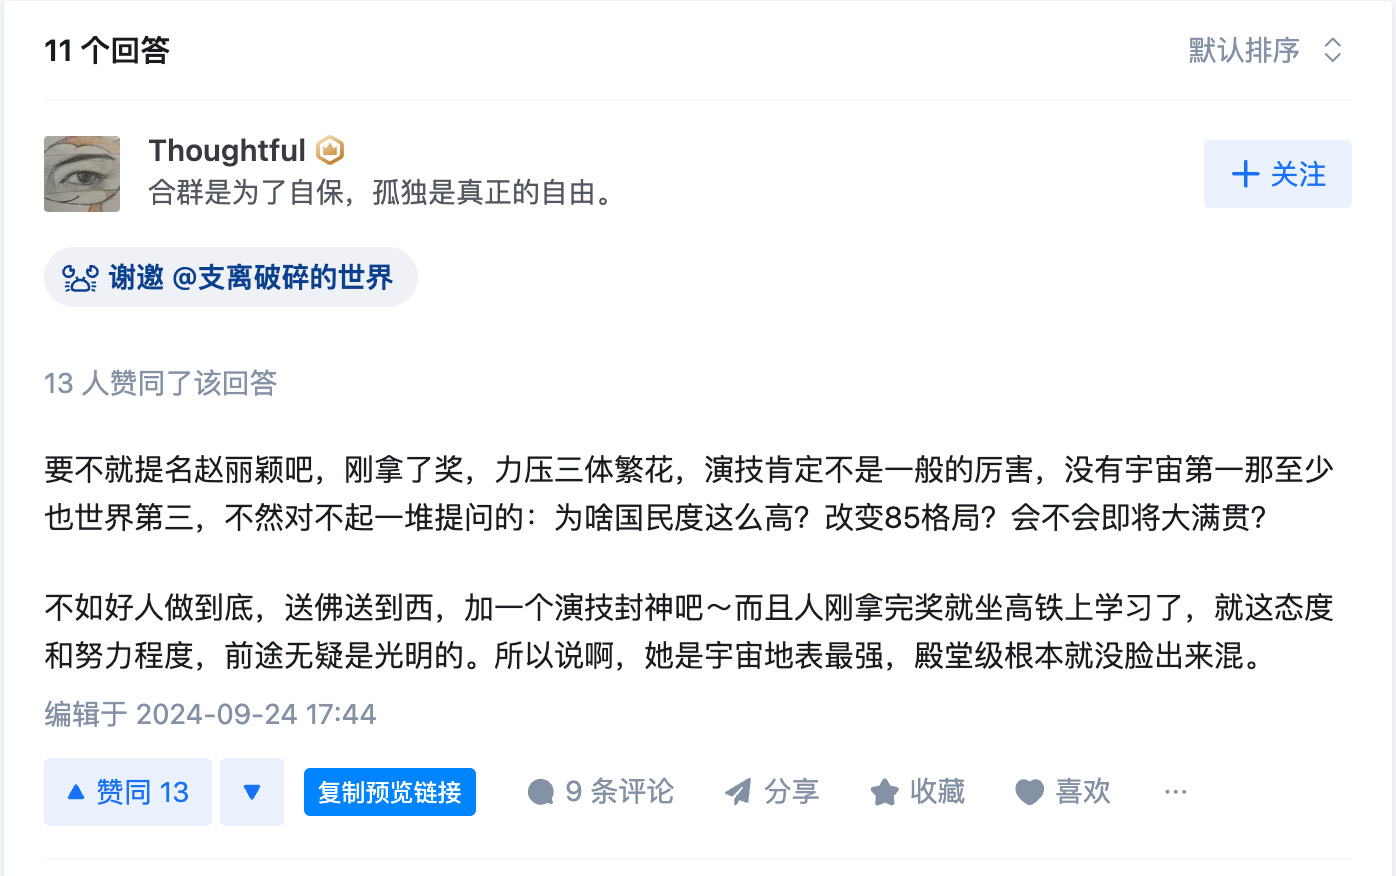 11 个回答
默认排序
Thoughtful
合群是为了自保，孤独是真正的自由。
关注
谢邀 @支离破碎的世界
13 人赞同了该回答
要不就提名赵丽颖吧，刚拿了奖，力压三体繁花，演技肯定不是一般的厉害，没有宇宙第一那至少
也世界第三，不然对不起一堆提问的：为啥国民度这么高？改变85格局？会不会即将大满贯？
不如好人做到底，送佛送到西，加一个演技封神吧～而且人刚拿完奖就坐高铁上学习了，就这态度
和努力程度，前途无疑是光明的。所以说啊，她是宇宙地表最强，殿堂级根本就没脸出来混。
编辑于 2024-09-24 17:44
赞同 13
复制预览链接
9 条评论
分享
收藏
喜欢